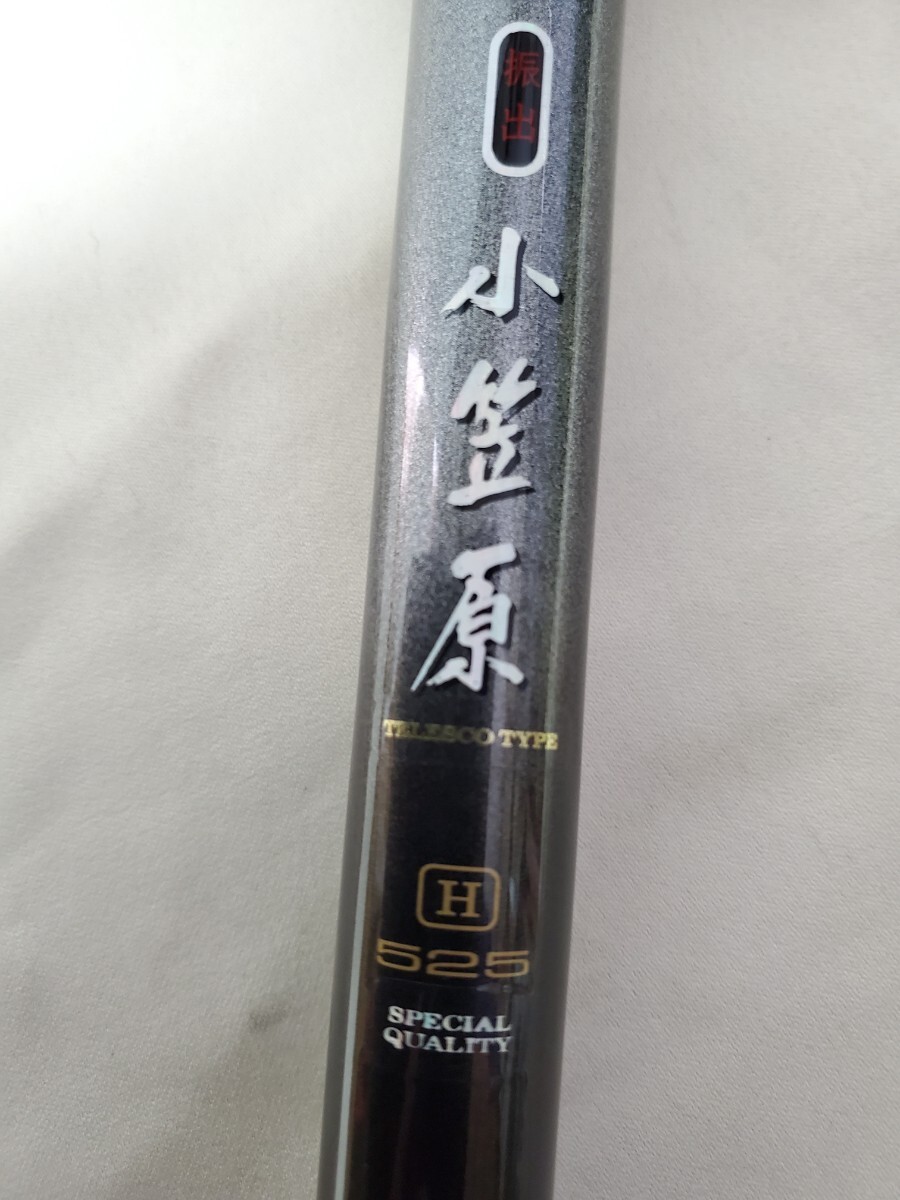 振出
小笠原
TELESCO TYPE
H
525
SPECIAL
QUALITY